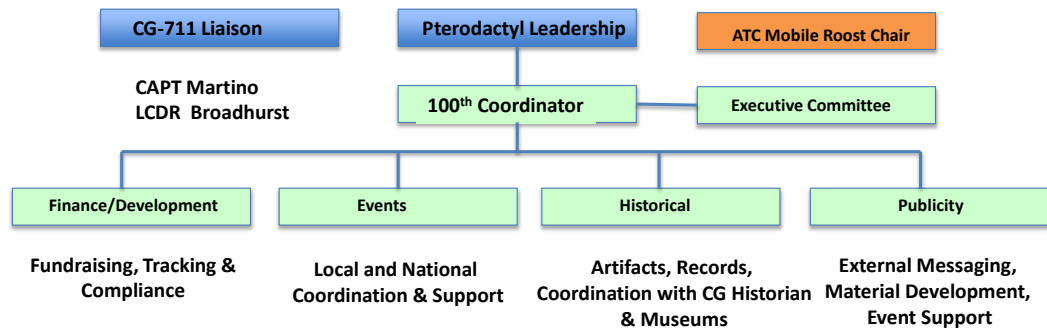 CG-711 Liaison
Pterodactyl Leadership
ATC Mobile Roost Chair
CAPT Martino
LCDR Broadhurst
100th Coordinator
Executive Committee
Finance/Development
Events
Historical
Publicity
Fundraising, Tracking &
Compliance
Local and National
Coordination & Support
Artifacts, Records,
Coordination with CG Historian
& Museums
External Messaging,
Material Development,
Event Support